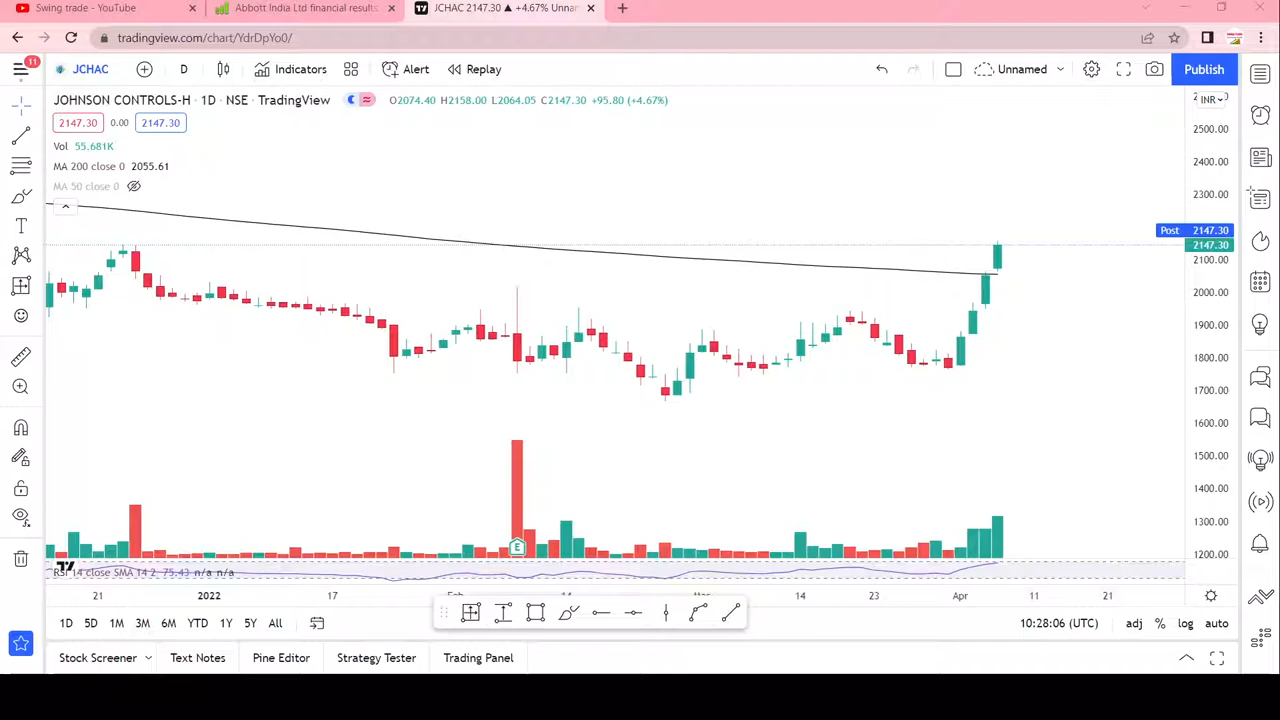 Swing trade - YouTube
Abbott India Ltd financial results
JCHAC 2147.30 ▲ +4.67% Unnar
tradingview.com/chart/YdrDpYo0/
11
JCHAC
D
Indicators
Alert
Replay
Unnamed
Publish
JOHNSON CONTROLS-H · 1D · NSE · TradingView
O2074.40 H2158.00 L2064.05 C2147.30 +95.80 (+4.67%)
INR
2147.30 0.00 2147.30
Vol 55.681K
MA 200 close 0 2055.61
MA 50 close 0
2500.00
2400.00
2300.00
Post 2147.30
2147.30
2100.00
2000.00
1900.00
1800.00
1700.00
1600.00
1500.00
1400.00
1300.00
1200.00
E
RSI 14 close SMA 14 2 75.43 n/a n/a
21 2022 17 Feb 14 Mar 14 23 Apr 11 21
1D 5D 1M 3M 6M YTD 1Y 5Y All
10:28:06 (UTC) adj % log auto
Stock Screener Text Notes Pine Editor Strategy Tester Trading Panel